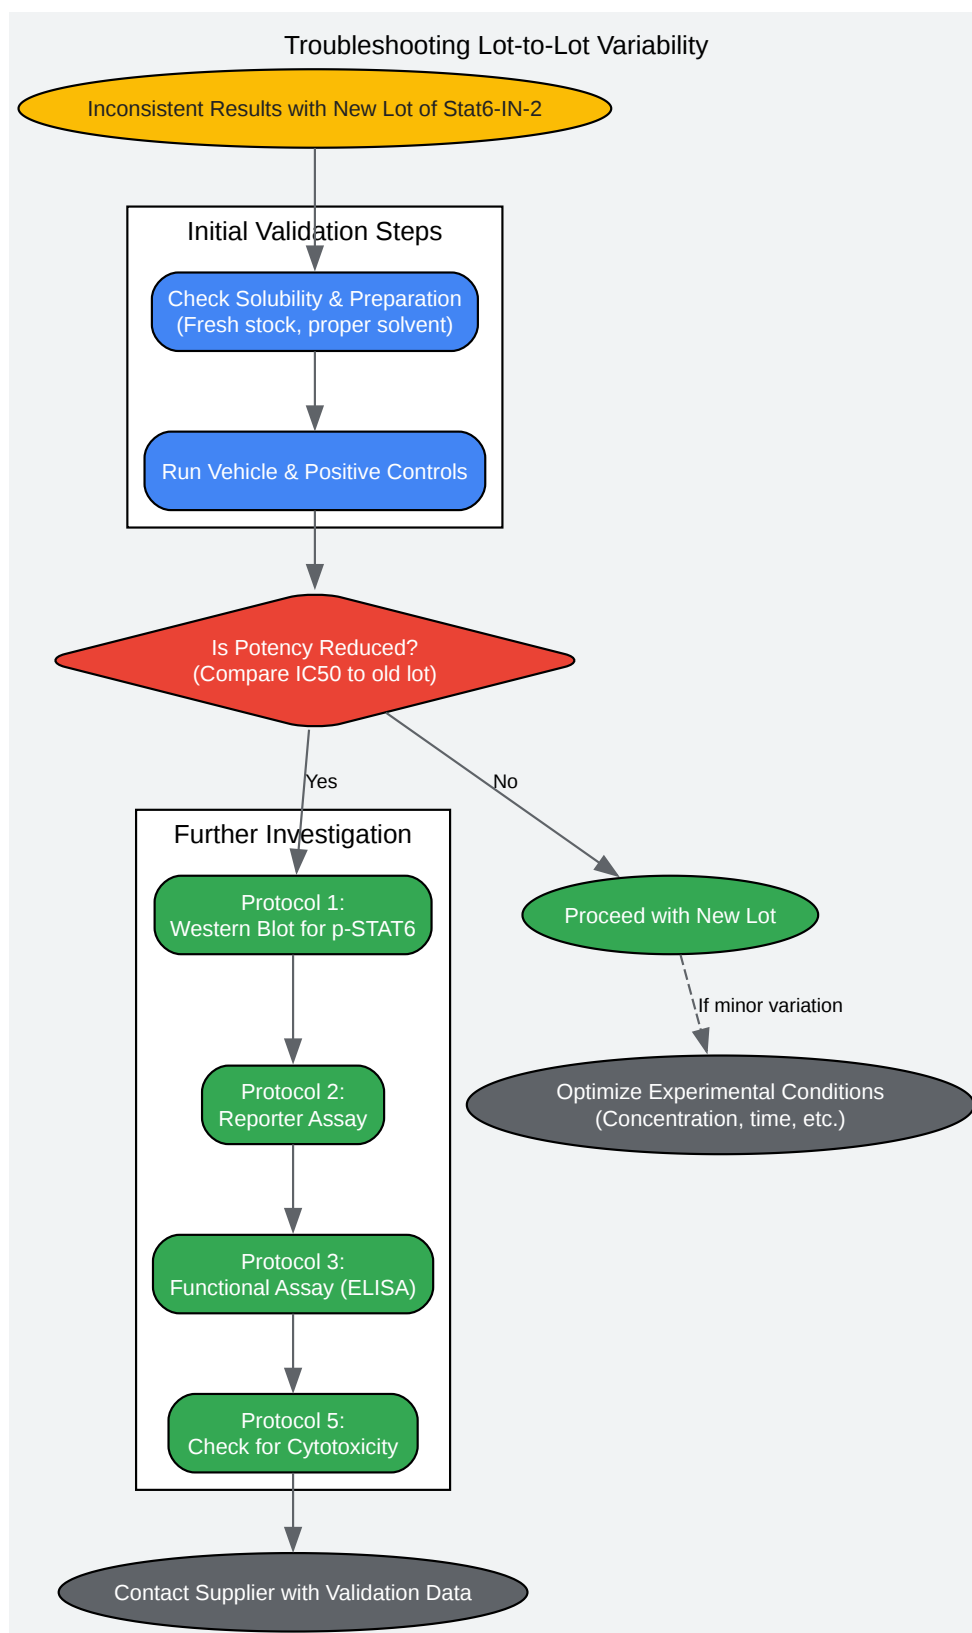 Troubleshooting Lot-to-Lot Variability
Inconsistent Results with New Lot of Stat6-IN-2
Initial Validation Steps
Check Solubility & Preparation
(Fresh stock, proper solvent)
Run Vehicle & Positive Controls
Is Potency Reduced?
(Compare IC50 to old lot)
Yes
No
Further Investigation
Protocol 1:
Western Blot for p-STAT6
Proceed with New Lot
If minor variation
Protocol 2:
Reporter Assay
Optimize Experimental Conditions
(Concentration, time, etc.)
Protocol 3:
Functional Assay (ELISA)
Protocol 5:
Check for Cytotoxicity
Contact Supplier with Validation Data